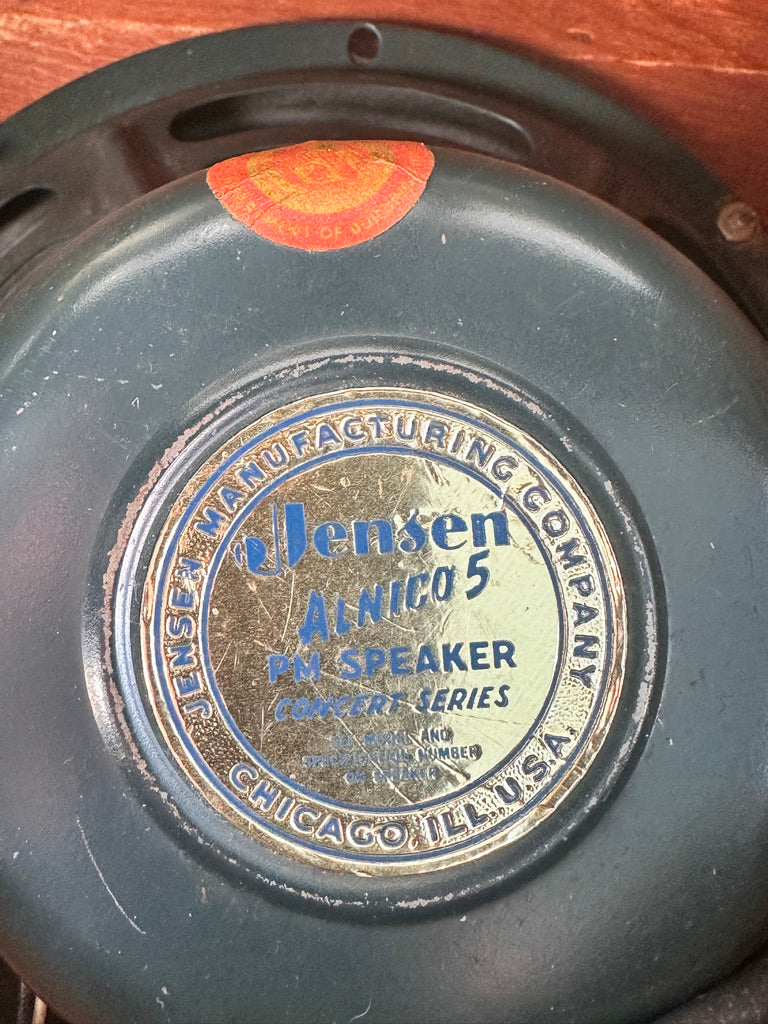 JENSEN MANUFACTURING COMPANY
Jensen
ALNICO 5
PM SPEAKER
CONCERT SERIES
SEE MODEL AND
SPECIFICATION NUMBER
ON SPEAKER
CHICAGO ILL. U.S.A.